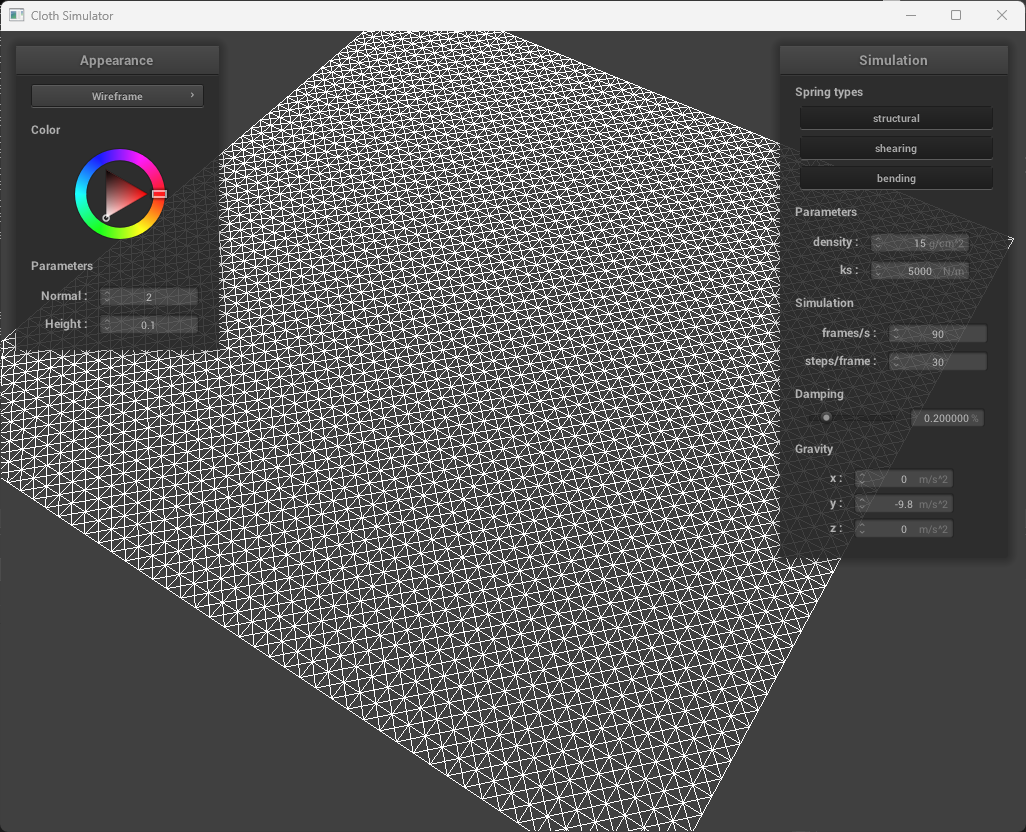 Cloth Simulator
Appearance
Wireframe
Color
Parameters
Normal : 2
Height : 0.1
Simulation
Spring types
structural
shearing
bending
Parameters
density : 15 g/cm^2
ks : 5000 N/m
Simulation
frames/s : 90
steps/frame : 30
Damping
0.200000 %
Gravity
x : 0 m/s^2
y : -9.8 m/s^2
z : 0 m/s^2